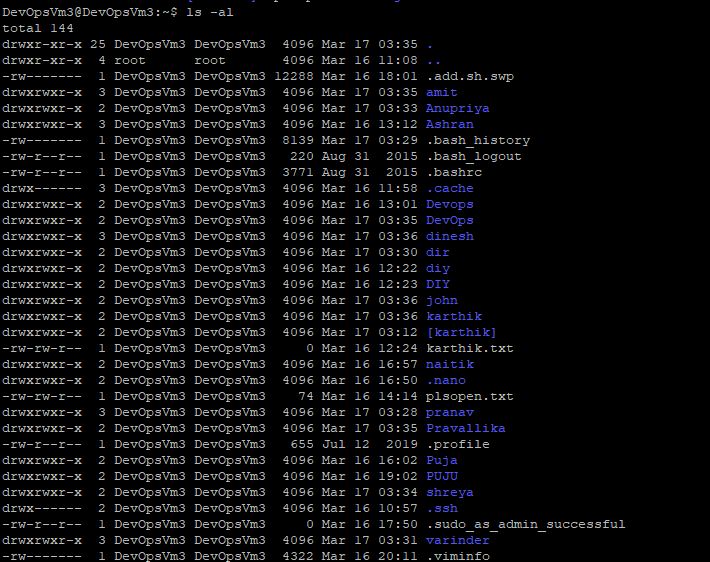 DevOpsVm3@DevOpsVm3:~$ ls -al
total 144
drwxr-xr-x 25 DevOpsVm3 DevOpsVm3  4096 Mar 17 03:35 .
drwxr-xr-x  4 root      root       4096 Mar 16 11:08 ..
-rw-------  1 DevOpsVm3 DevOpsVm3 12288 Mar 16 18:01 .add.sh.swp
drwxrwxr-x  3 DevOpsVm3 DevOpsVm3  4096 Mar 17 03:35 amit
drwxrwxr-x  2 DevOpsVm3 DevOpsVm3  4096 Mar 17 03:33 Anupriya
drwxrwxr-x  3 DevOpsVm3 DevOpsVm3  4096 Mar 16 13:12 Ashran
-rw-------  1 DevOpsVm3 DevOpsVm3  8139 Mar 17 03:29 .bash_history
-rw-r--r--  1 DevOpsVm3 DevOpsVm3   220 Aug 31  2015 .bash_logout
-rw-r--r--  1 DevOpsVm3 DevOpsVm3  3771 Aug 31  2015 .bashrc
drwx------  3 DevOpsVm3 DevOpsVm3  4096 Mar 16 11:58 .cache
drwxrwxr-x  2 DevOpsVm3 DevOpsVm3  4096 Mar 16 13:01 Devops
drwxrwxr-x  2 DevOpsVm3 DevOpsVm3  4096 Mar 17 03:35 DevOps
drwxrwxr-x  3 DevOpsVm3 DevOpsVm3  4096 Mar 17 03:36 dinesh
drwxrwxr-x  2 DevOpsVm3 DevOpsVm3  4096 Mar 17 03:30 dir
drwxrwxr-x  2 DevOpsVm3 DevOpsVm3  4096 Mar 16 12:22 diy
drwxrwxr-x  2 DevOpsVm3 DevOpsVm3  4096 Mar 16 12:23 DIY
drwxrwxr-x  2 DevOpsVm3 DevOpsVm3  4096 Mar 17 03:36 john
drwxrwxr-x  2 DevOpsVm3 DevOpsVm3  4096 Mar 17 03:36 karthik
drwxrwxr-x  2 DevOpsVm3 DevOpsVm3  4096 Mar 17 03:12 [karthik]
-rw-rw-r--  1 DevOpsVm3 DevOpsVm3     0 Mar 16 12:24 karthik.txt
drwxrwxr-x  2 DevOpsVm3 DevOpsVm3  4096 Mar 16 16:57 naitik
drwxrwxr-x  2 DevOpsVm3 DevOpsVm3  4096 Mar 16 16:50 .nano
-rw-rw-r--  1 DevOpsVm3 DevOpsVm3    74 Mar 16 14:14 plsopen.txt
drwxrwxr-x  3 DevOpsVm3 DevOpsVm3  4096 Mar 17 03:28 pranav
drwxrwxr-x  2 DevOpsVm3 DevOpsVm3  4096 Mar 17 03:35 Pravallika
-rw-r--r--  1 DevOpsVm3 DevOpsVm3   655 Jul 12  2019 .profile
drwxrwxr-x  2 DevOpsVm3 DevOpsVm3  4096 Mar 16 16:02 Puja
drwxrwxr-x  2 DevOpsVm3 DevOpsVm3  4096 Mar 16 19:02 PUJU
drwxrwxr-x  2 DevOpsVm3 DevOpsVm3  4096 Mar 17 03:34 shreya
drwx------  2 DevOpsVm3 DevOpsVm3  4096 Mar 16 10:57 .ssh
-rw-r--r--  1 DevOpsVm3 DevOpsVm3     0 Mar 16 17:50 .sudo_as_admin_successful
drwxrwxr-x  3 DevOpsVm3 DevOpsVm3  4096 Mar 17 03:31 varinder
-rw-------  1 DevOpsVm3 DevOpsVm3  4322 Mar 16 20:11 .viminfo